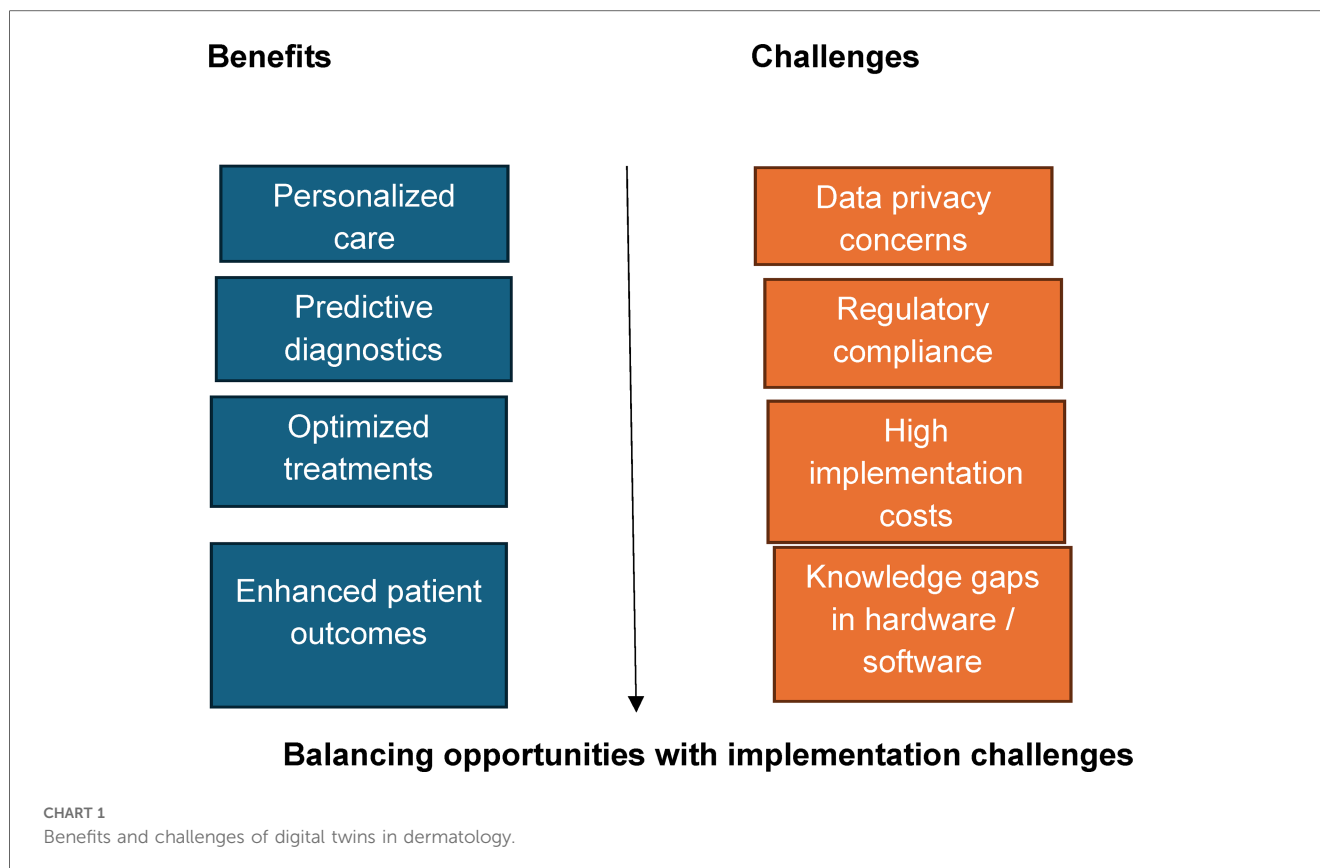 Benefits
Personalized
care
Predictive
diagnostics
Optimized
treatments
Enhanced patient
outcomes
Challenges
Data privacy
concerns
Regulatory
compliance
High
implementation
costs
Knowledge gaps
in hardware /
software
Balancing opportunities with implementation challenges
CHART 1
Benefits and challenges of digital twins in dermatology.